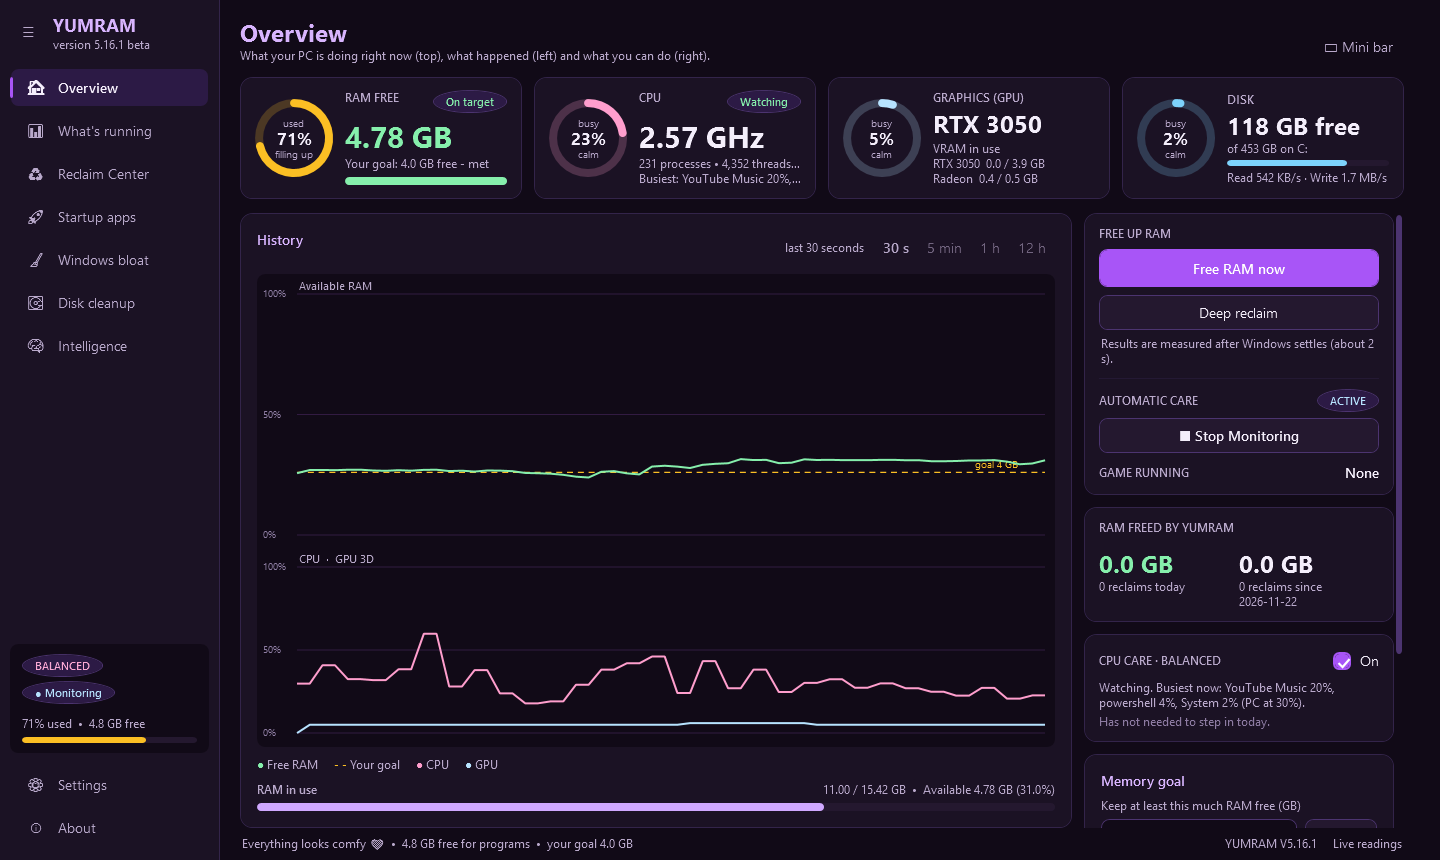 YUMRAM
version 5.16.1 beta
Overview
What's running
Reclaim Center
Startup apps
Windows bloat
Disk cleanup
Intelligence
BALANCED
● Monitoring
71% used • 4.8 GB free
Settings
About
Overview
What your PC is doing right now (top), what happened (left) and what you can do (right).
Mini bar
used
71%
filling up
RAM FREE
On target
4.78 GB
Your goal: 4.0 GB free - met
busy
23%
calm
CPU
Watching
2.57 GHz
231 processes • 4,352 threads...
Busiest: YouTube Music 20%,...
busy
5%
calm
GRAPHICS (GPU)
RTX 3050
VRAM in use
RTX 3050 0.0 / 3.9 GB
Radeon 0.4 / 0.5 GB
busy
2%
calm
DISK
118 GB free
of 453 GB on C:
Read 542 KB/s · Write 1.7 MB/s
History
last 30 seconds
30 s
5 min
1 h
12 h
Available RAM
100%
50%
goal 4 GB
0%
CPU · GPU 3D
100%
50%
0%
● Free RAM
- - Your goal
● CPU
● GPU
RAM in use
11.00 / 15.42 GB • Available 4.78 GB (31.0%)
FREE UP RAM
Free RAM now
Deep reclaim
Results are measured after Windows settles (about 2
s).
AUTOMATIC CARE
ACTIVE
Stop Monitoring
GAME RUNNING
None
RAM FREED BY YUMRAM
0.0 GB
0 reclaims today
0.0 GB
0 reclaims since
2026-11-22
CPU CARE · BALANCED
On
Watching. Busiest now: YouTube Music 20%,
powershell 4%, System 2% (PC at 30%).
Has not needed to step in today.
Memory goal
Keep at least this much RAM free (GB)
Everything looks comfy 💜 • 4.8 GB free for programs • your goal 4.0 GB
YUMRAM V5.16.1
Live readings